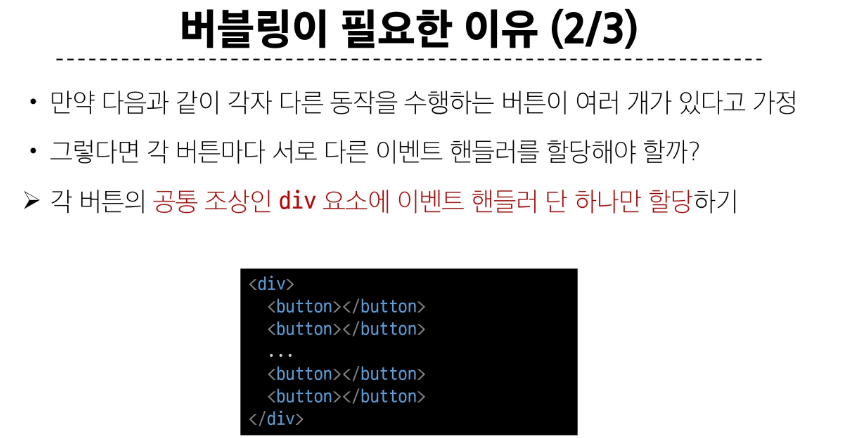 버블링이 필요한 이유 (2/3)
• 만약 다음과 같이 각자 다른 동작을 수행하는 버튼이 여러 개가 있다고 가정
• 그렇다면 각 버튼마다 서로 다른 이벤트 핸들러를 할당해야 할까?
➢ 각 버튼의 공통 조상인 div 요소에 이벤트 핸들러 단 하나만 할당하기
<div>
  <button></button>
  <button></button>
  ...
  <button></button>
  <button></button>
</div>